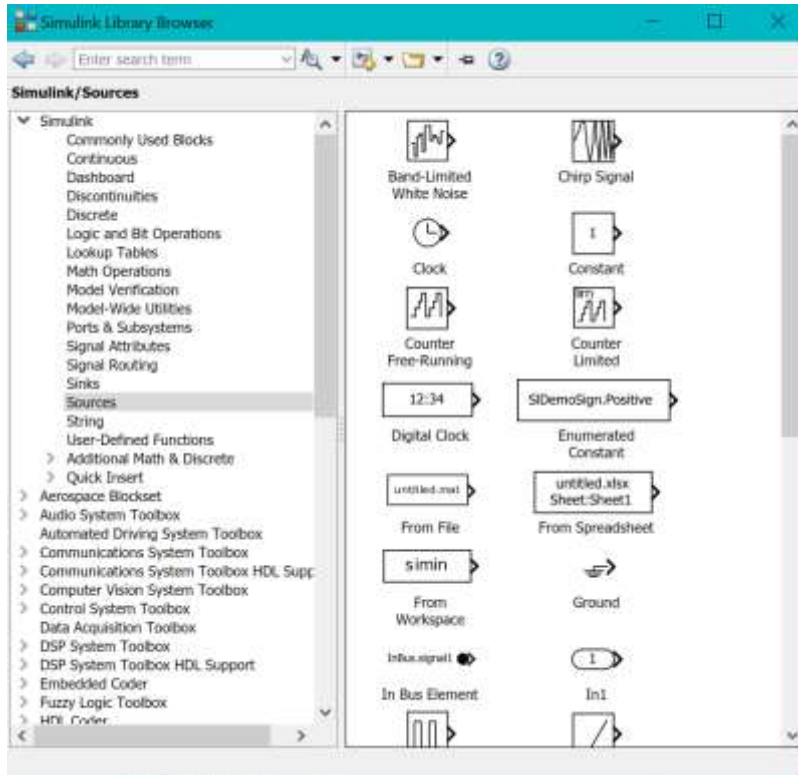 Simulink Library Browser
Enter search term
Simulink/Sources
Simulink
Commonly Used Blocks
Continuous
Dashboard
Discontinuities
Discrete
Logic and Bit Operations
Lookup Tables
Math Operations
Model Verification
Model-Wide Utilities
Ports & Subsystems
Signal Attributes
Signal Routing
Sinks
Sources
String
User-Defined Functions
Additional Math & Discrete
Quick Insert
Aerospace Blockset
Audio System Toolbox
Automated Driving System Toolbox
Communications System Toolbox
Communications System Toolbox HDL Supp
Computer Vision System Toolbox
Control System Toolbox
Data Acquisition Toolbox
DSP System Toolbox
DSP System Toolbox HDL Support
Embedded Coder
Fuzzy Logic Toolbox
HDL Coder
Band-Limited
White Noise
Chirp Signal
Clock
1
Constant
Counter
Free-Running
Counter
Limited
12:34
Digital Clock
SlDemoSign.Positive
Enumerated
Constant
untitled.mat
From File
untitled.xlsx
Sheet:Sheet1
From Spreadsheet
simin
From
Workspace
Ground
InBus.signal1
In Bus Element
1
In1